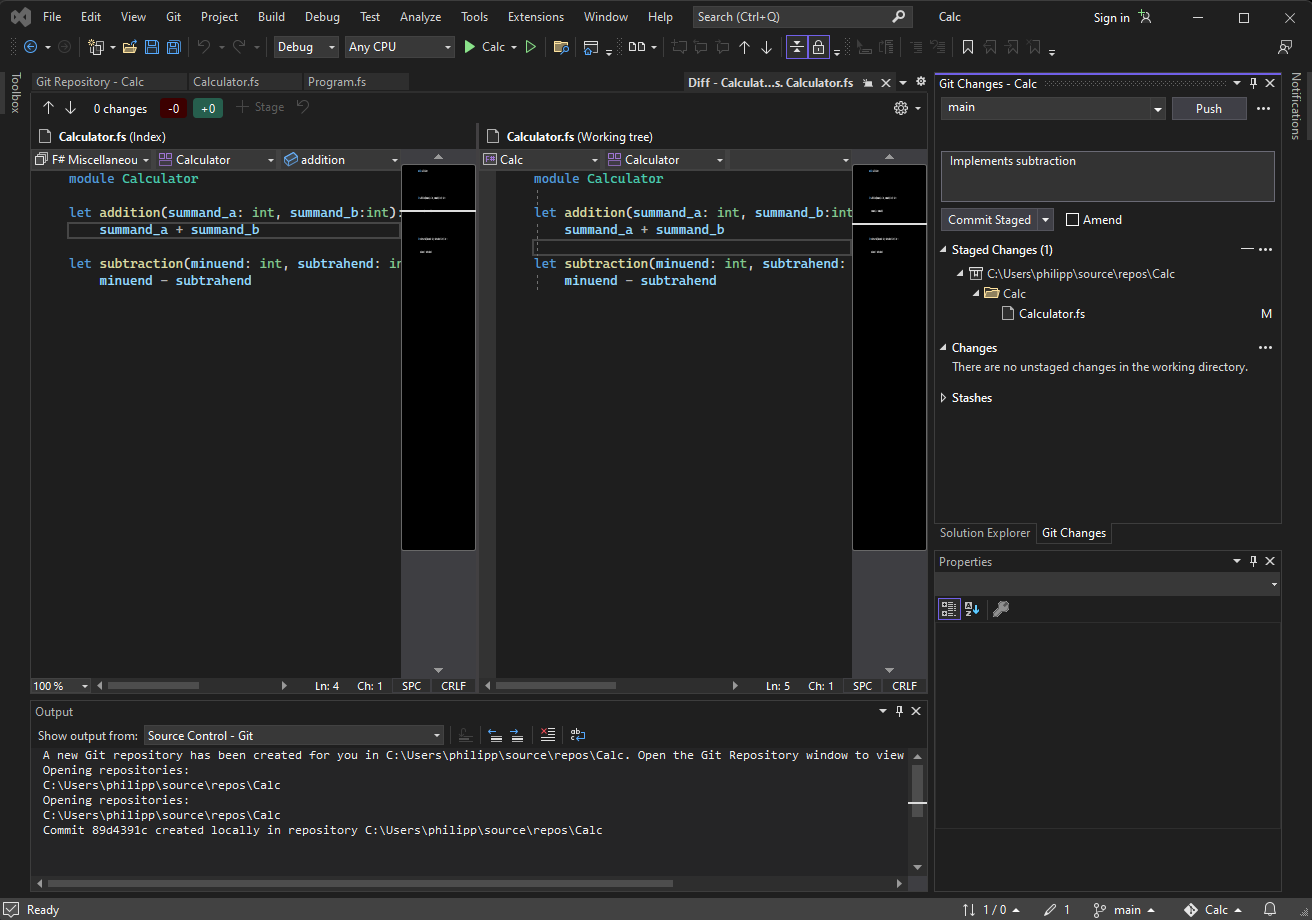 File Edit View Git Project Build Debug Test Analyze Tools Extensions Window Help Search (Ctrl+Q) Calc Sign in
Debug Any CPU Calc
Toolbox
Git Repository - Calc Calculator.fs Program.fs Diff - Calculat...s. Calculator.fs
0 changes -0 +0 Stage
Calculator.fs (Index)
F# Miscellaneou Calculator addition
module Calculator
let addition(summand_a: int, summand_b:int):
summand_a + summand_b
let subtraction(minuend: int, subtrahend: in
minuend - subtrahend
100 % Ln: 4 Ch: 1 SPC CRLF
Calculator.fs (Working tree)
F# Calc Calculator
module Calculator
let addition(summand_a: int, summand_b:int
summand_a + summand_b
let subtraction(minuend: int, subtrahend:
minuend - subtrahend
Ln: 5 Ch: 1 SPC CRLF
Output
Show output from: Source Control - Git
A new Git repository has been created for you in C:\Users\philipp\source\repos\Calc. Open the Git Repository window to view
Opening repositories:
C:\Users\philipp\source\repos\Calc
Opening repositories:
C:\Users\philipp\source\repos\Calc
Commit 89d4391c created locally in repository C:\Users\philipp\source\repos\Calc
Git Changes - Calc
main Push
Implements subtraction
Commit Staged Amend
Staged Changes (1)
C:\Users\philipp\source\repos\Calc
Calc
Calculator.fs M
Changes
There are no unstaged changes in the working directory.
Stashes
Solution Explorer Git Changes
Properties
Notifications
Ready 1 / 0 1 main Calc